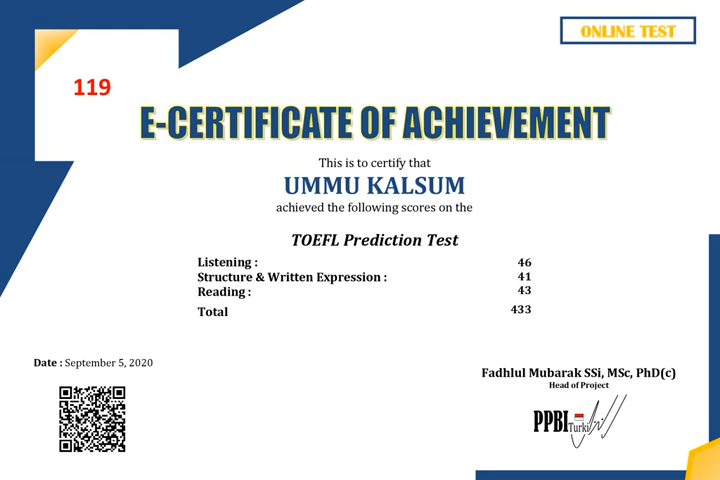 ONLINE TEST
119
E-CERTIFICATE OF ACHIEVEMENT
This is to certify that
UMMU KALSUM
achieved the following scores on the
TOEFL Prediction Test
Listening : 46
Structure & Written Expression : 41
Reading : 43
Total 433
Date : September 5, 2020
Fadhlul Mubarak SSi, MSc, PhD(c)
Head of Project
PPBI Turki